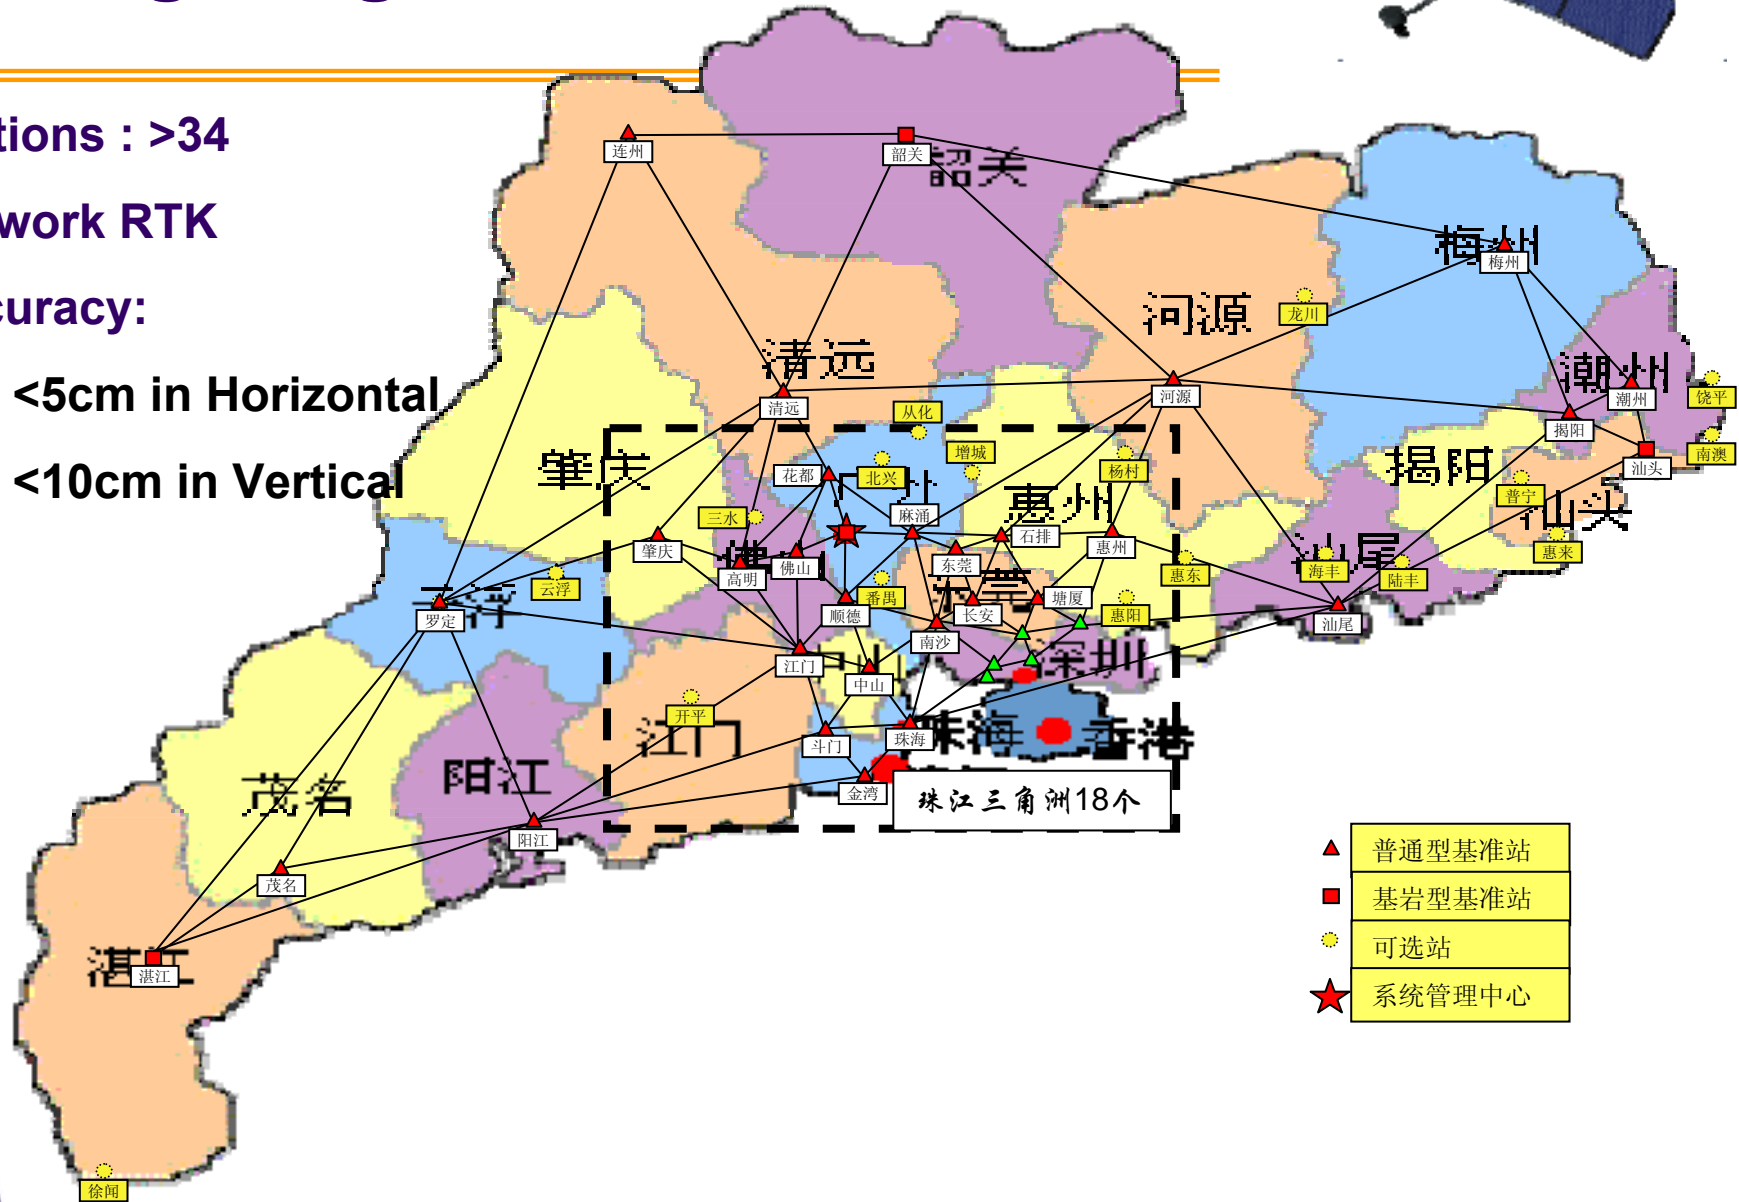 tions : >34
work RTK
curacy:
<5cm in Horizontal
<10cm in Vertical
连州
韶关
韶关
梅州
梅州
河源
龙川
清远
清远
河源
潮州
潮州
饶平
揭阳
南澳
汕头
从化
增城
杨村
北兴
花都
肇庆
惠州
揭阳
普宁
汕头
惠来
三水
麻涌
石排
惠州
肇庆
高明
佛山
东莞
惠东
汕尾
海丰
陆丰
云浮
罗定
顺德
番禺
东莞
长安
塘厦
惠阳
汕尾
南沙
江门
中山
中山
深圳
开平
江门
斗门
珠海
珠海
香港
阳江
茂名
金湾
珠江三角洲18个
阳江
茂名
湛江
湛江
徐闻
普通型基准站
基岩型基准站
可选站
系统管理中心